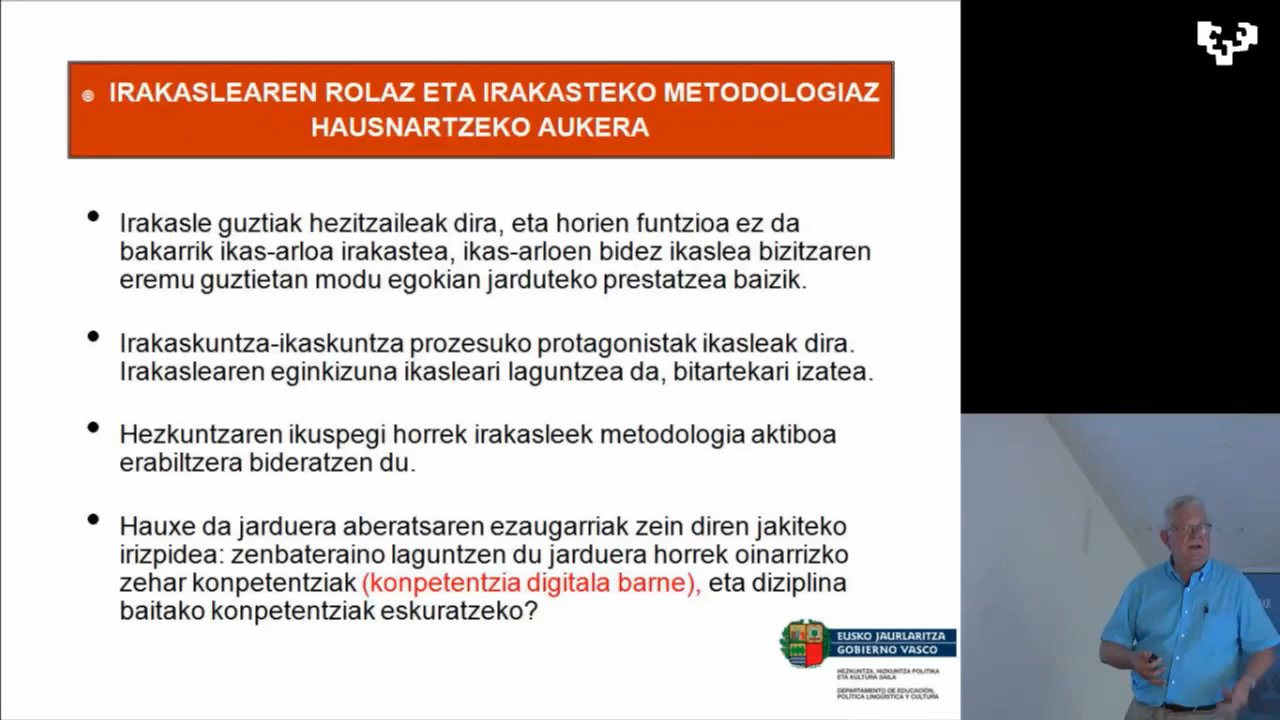 IRAKASLEAREN ROLAZ ETA IRAKASTEKO METODOLOGIAZ
HAUSNARTZEKO AUKERA
• Irakasle guztiak hezitzaileak dira, eta horien funtzioa ez da
bakarrik ikas-arloa irakastea, ikas-arloen bidez ikaslea bizitzaren
eremu guztietan modu egokian jarduteko prestatzea baizik.
• Irakaskuntza-ikaskuntza prozesuko protagonistak ikasleak dira.
Irakaslearen eginkizuna ikasleari laguntzea da, bitartekari izatea.
• Hezkuntzaren ikuspegi horrek irakasleek metodologia aktiboa
erabiltzera bideratzen du.
• Hauxe da jarduera aberatsaren ezaugarriak zein diren jakiteko
irizpidea: zenbateraino laguntzen du jarduera horrek oinarrizko
zehar konpetentziak (konpetentzia digitala barne), eta diziplina
baitako konpetentziak eskuratzeko?
EUSKO JAURLARITZA
GOBIERNO VASCO
HEZKUNTZA, HIZKUNTZA POLITIKA
ETA KULTURA SAILA
DEPARTAMENTO DE EDUCACIÓN,
POLÍTICA LINGÜÍSTICA Y CULTURA